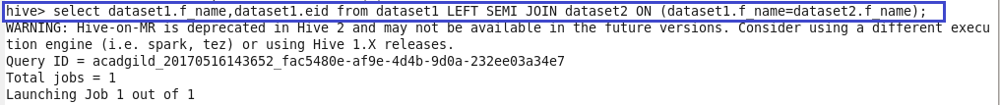 hive> select dataset1.f_name,dataset1.eid from dataset1 LEFT SEMI JOIN dataset2 ON (dataset1.f_name=dataset2.f_name);
WARNING: Hive-on-MR is deprecated in Hive 2 and may not be available in the future versions. Consider using a different execu
tion engine (i.e. spark, tez) or using Hive 1.X releases.
Query ID = acadgild_20170516143652_fac5480e-af9e-4d4b-9d0a-232ee03a34e7
Total jobs = 1
Launching Job 1 out of 1